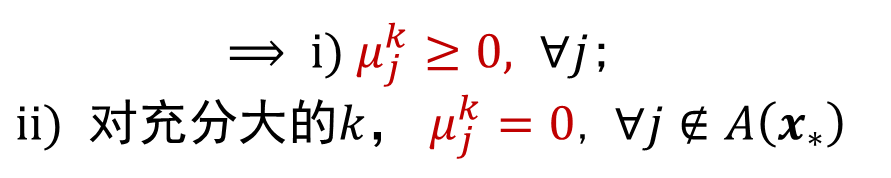 ⟹ i) μ_j^k ≥ 0, ∀j;
ii) 对充分大的k， μ_j^k = 0, ∀j ∉ A(x_*)